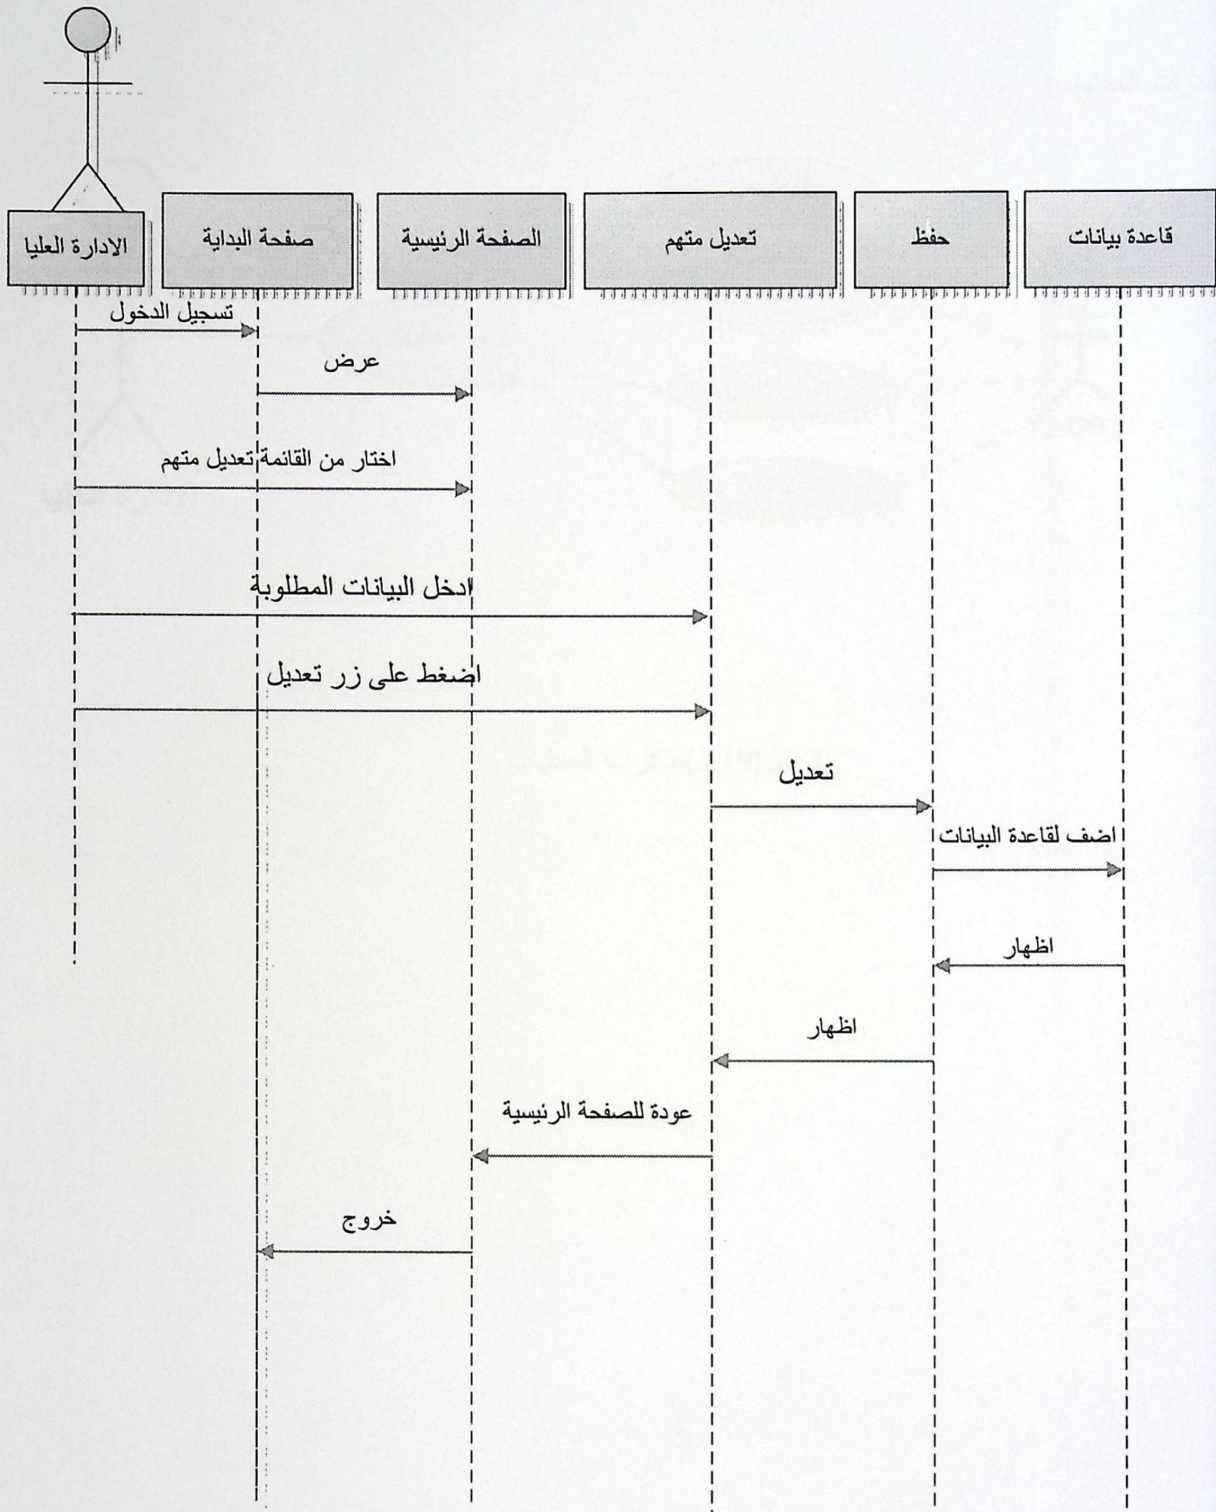 الادارة العليا
صفحة البداية
الصفحة الرئيسية
تعديل متهم
حفظ
قاعدة بيانات
تسجيل الدخول
عرض
اختار من القائمة تعديل متهم
ادخل البيانات المطلوبة
اضغط على زر تعديل
تعديل
اضف لقاعدة البيانات
اظهار
اظهار
عودة للصفحة الرئيسية
خروج